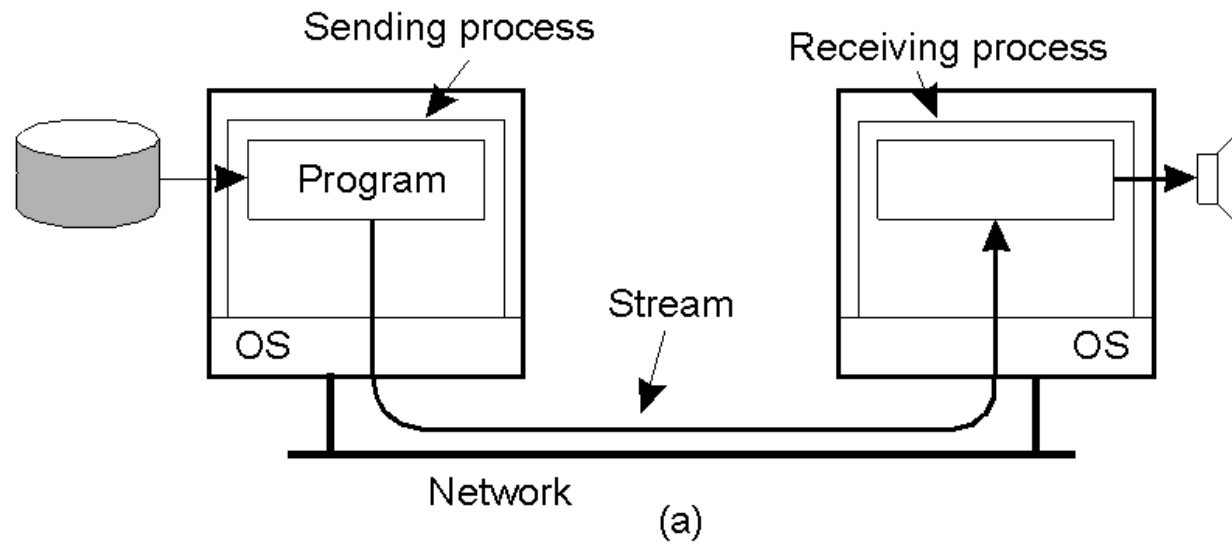 Sending process
Receiving process
Program
Stream
OS
OS
Network
(a)